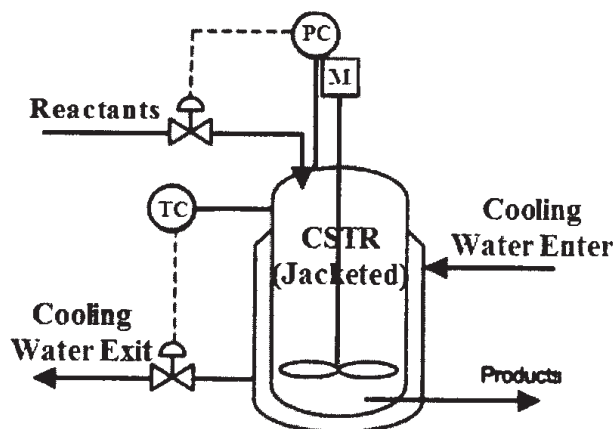 PC
M
Reactants
TC
CSTR
(Jacketed)
Cooling
Water Enter
Cooling
Water Exit
Products